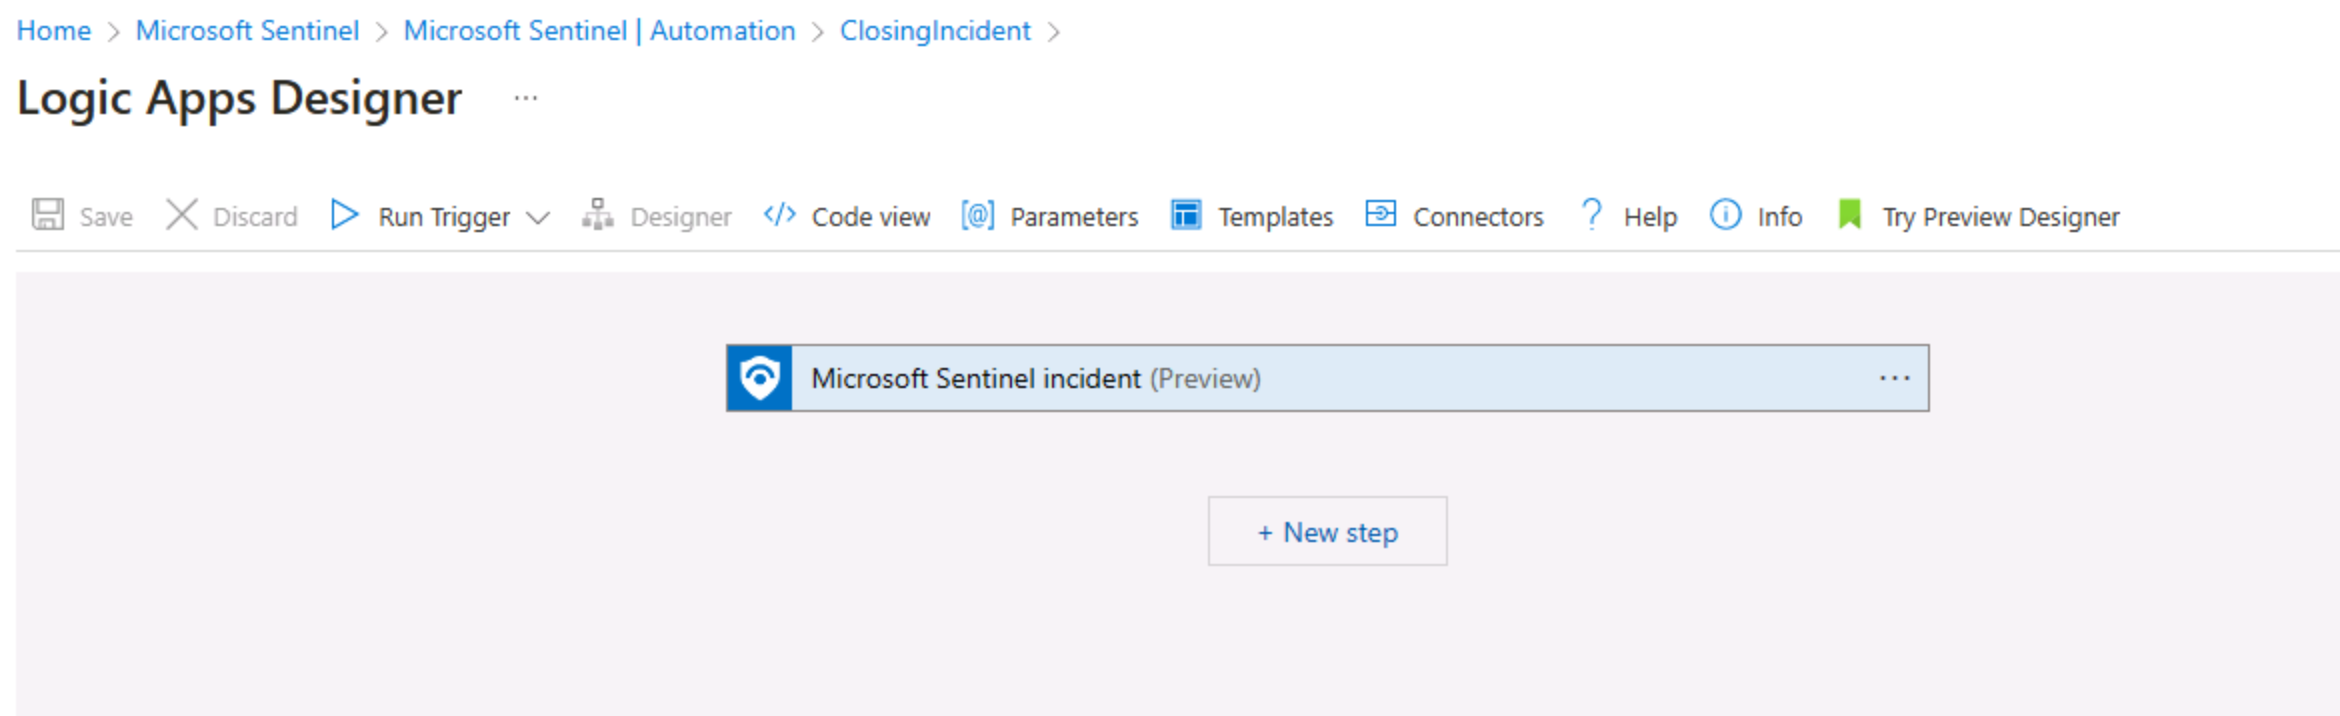 Home > Microsoft Sentinel > Microsoft Sentinel | Automation > ClosingIncident >
Logic Apps Designer ...
Save Discard Run Trigger Designer </> Code view [@] Parameters Templates Connectors ? Help Info Try Preview Designer
Microsoft Sentinel incident (Preview) ...
+ New step